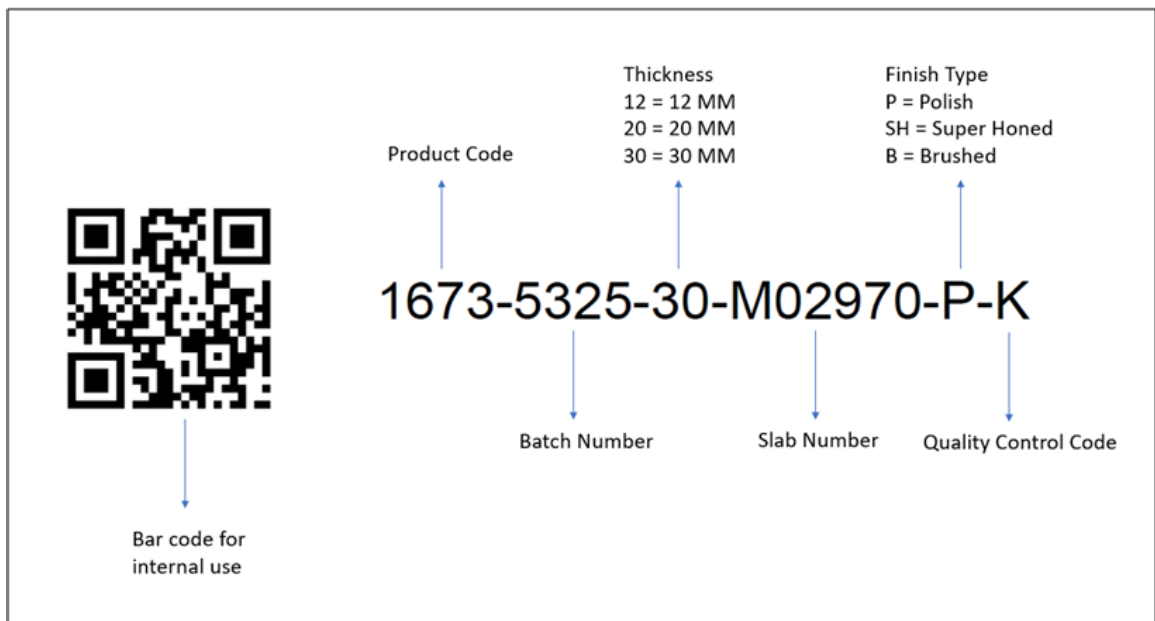 Thickness
12 = 12 MM
20 = 20 MM
30 = 30 MM
Finish Type
P = Polish
SH = Super Honed
B = Brushed
Product Code
1673-5325-30-M02970-P-K
Batch Number
Slab Number
Quality Control Code
Bar code for
internal use